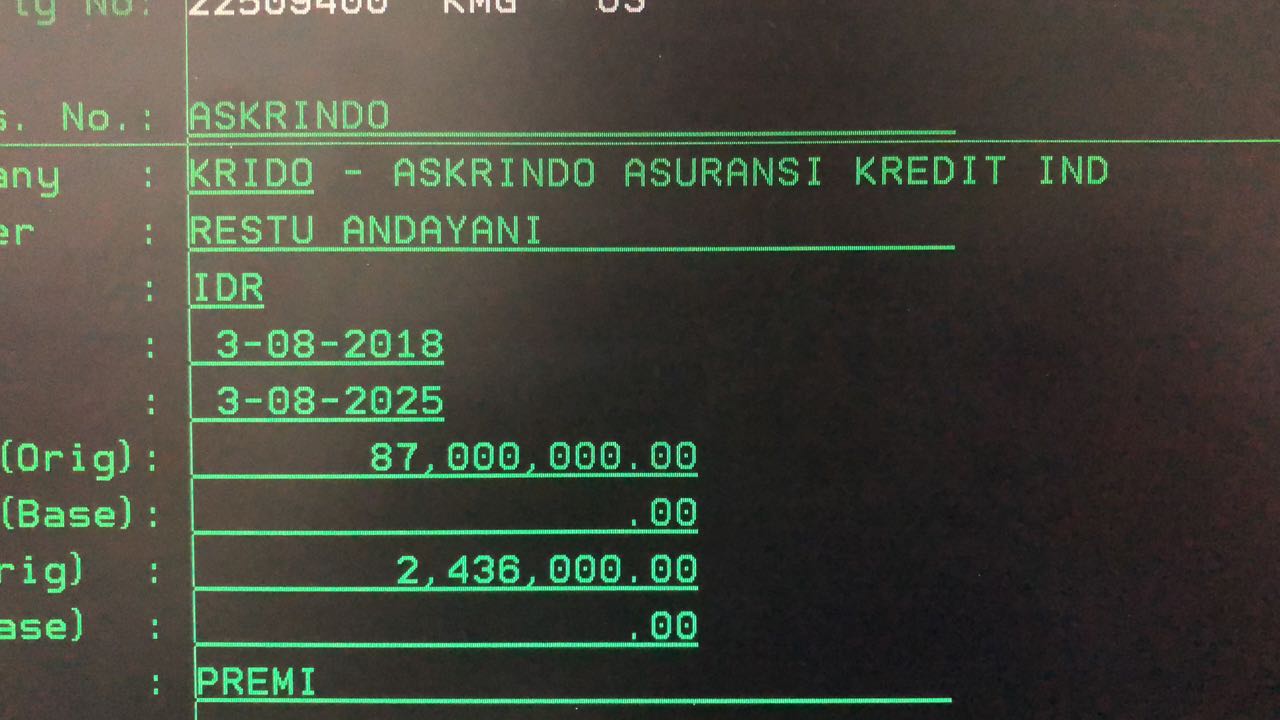 ty No: 22509400 KMG 03
s. No.: ASKRINDO
any : KRIDO - ASKRINDO ASURANSI KREDIT IND
er : RESTU ANDAYANI
: IDR
: 3-08-2018
: 3-08-2025
(Orig): 87,000,000.00
(Base): .00
rig) : 2,436,000.00
ase) : .00
: PREMI